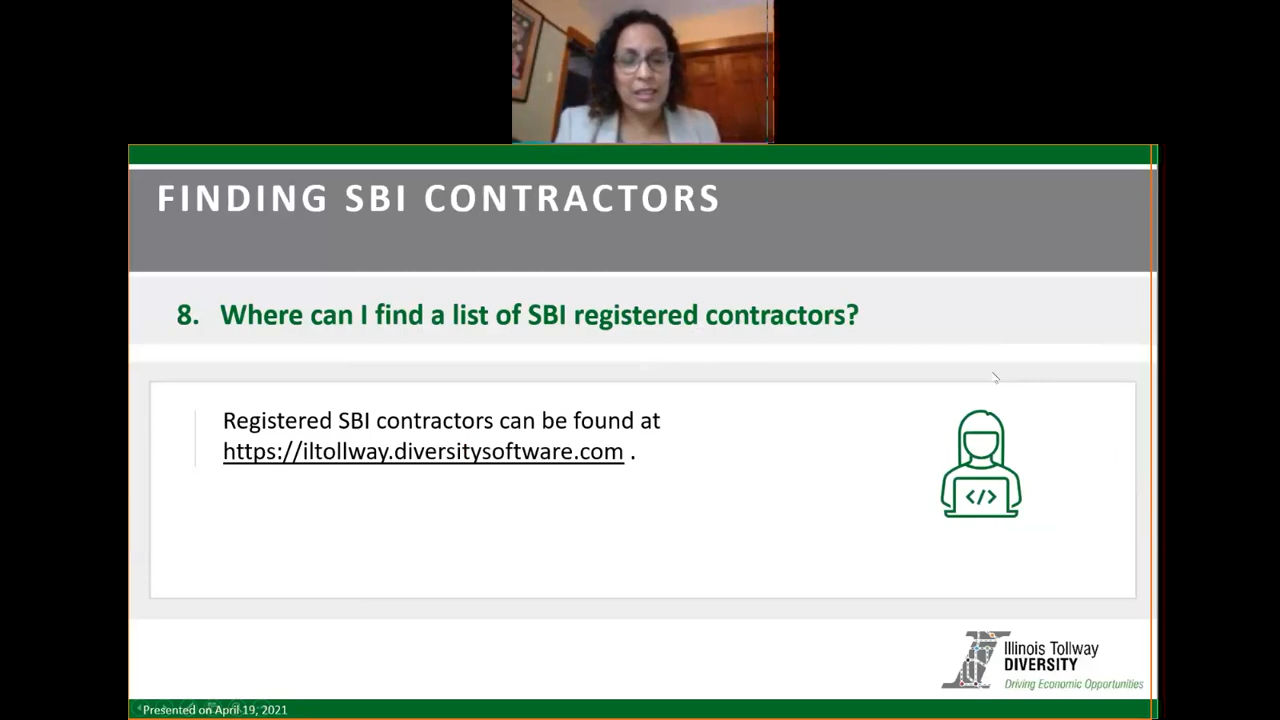 FINDING SBI CONTRACTORS
8. Where can I find a list of SBI registered contractors?
Registered SBI contractors can be found at
https://iltollway.diversitysoftware.com .
</>
Illinois Tollway
DIVERSITY
Driving Economic Opportunities
Presented on April 19, 2021